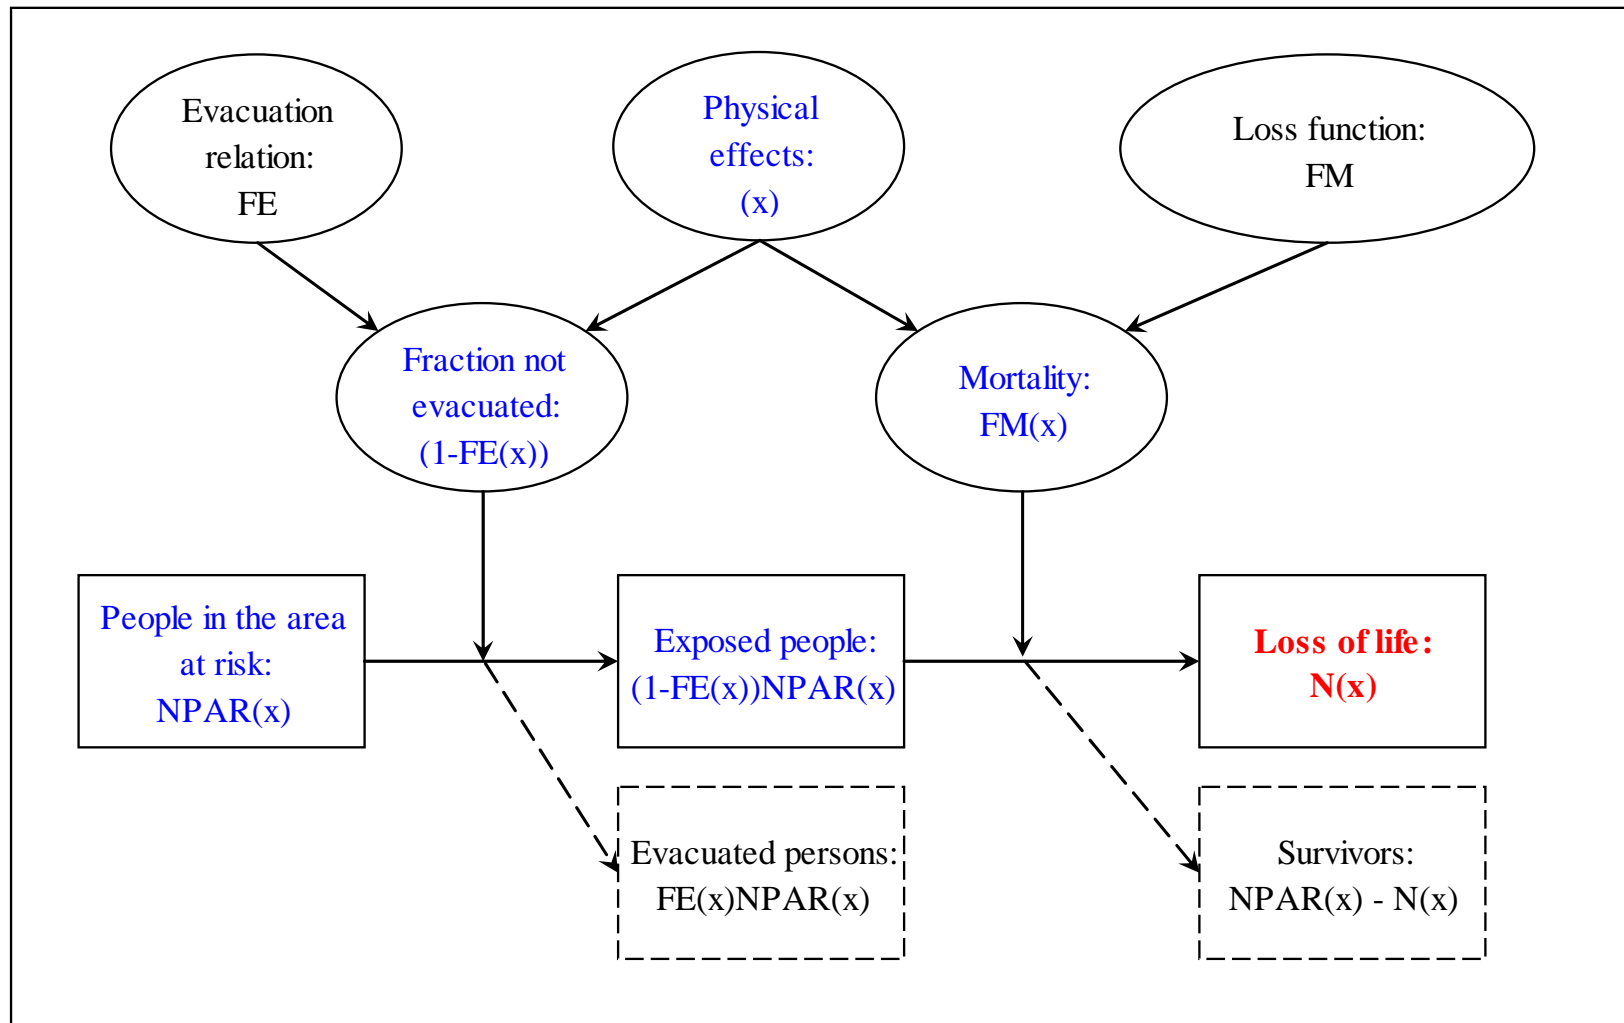 Evacuation
relation:
FE
Physical
effects:
(x)
Loss function:
FM
Fraction not
evacuated:
(1-FE(x))
Mortality:
FM(x)
People in the area
at risk:
NPAR(x)
Exposed people:
(1-FE(x))NPAR(x)
Loss of life:
N(x)
Evacuated persons:
FE(x)NPAR(x)
Survivors:
NPAR(x) - N(x)